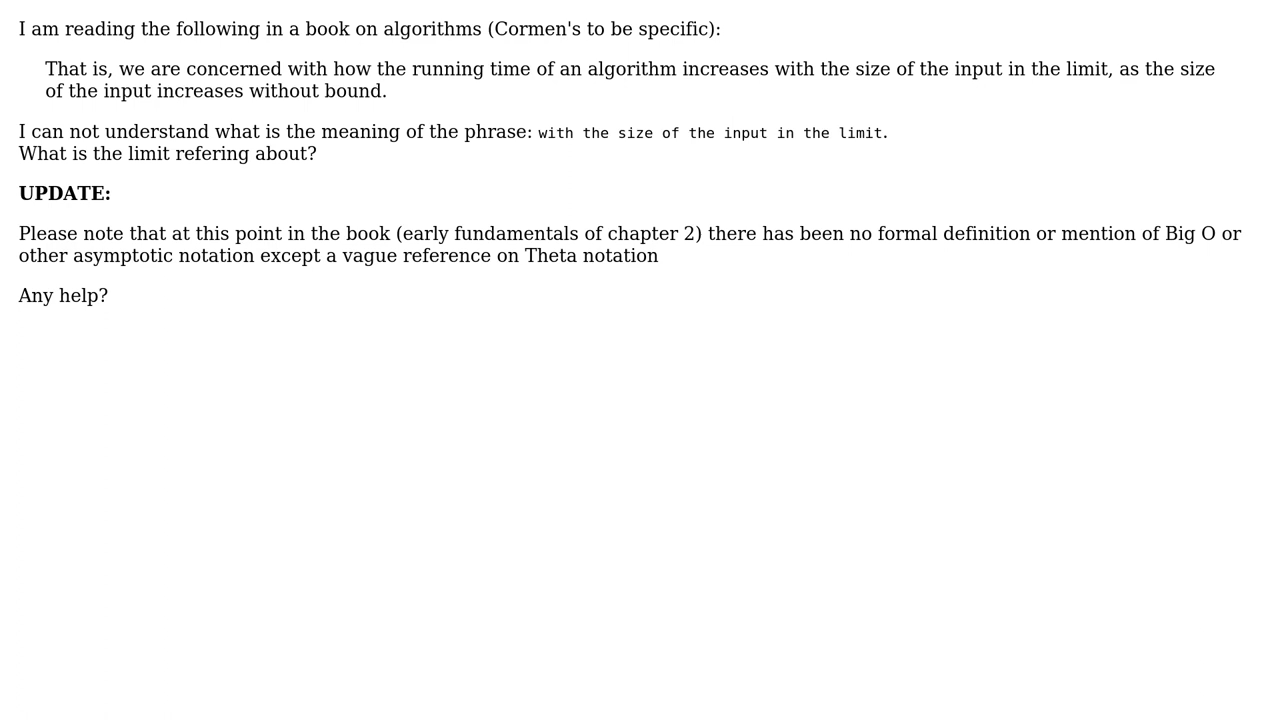 I am reading the following in a book on algorithms (Cormen's to be specific):
That is, we are concerned with how the running time of an algorithm increases with the size of the input in the limit, as the size
of the input increases without bound.
I can not understand what is the meaning of the phrase: with the size of the input in the limit.
What is the limit refering about?
UPDATE:
Please note that at this point in the book (early fundamentals of chapter 2) there has been no formal definition or mention of Big O or
other asymptotic notation except a vague reference on Theta notation
Any help?